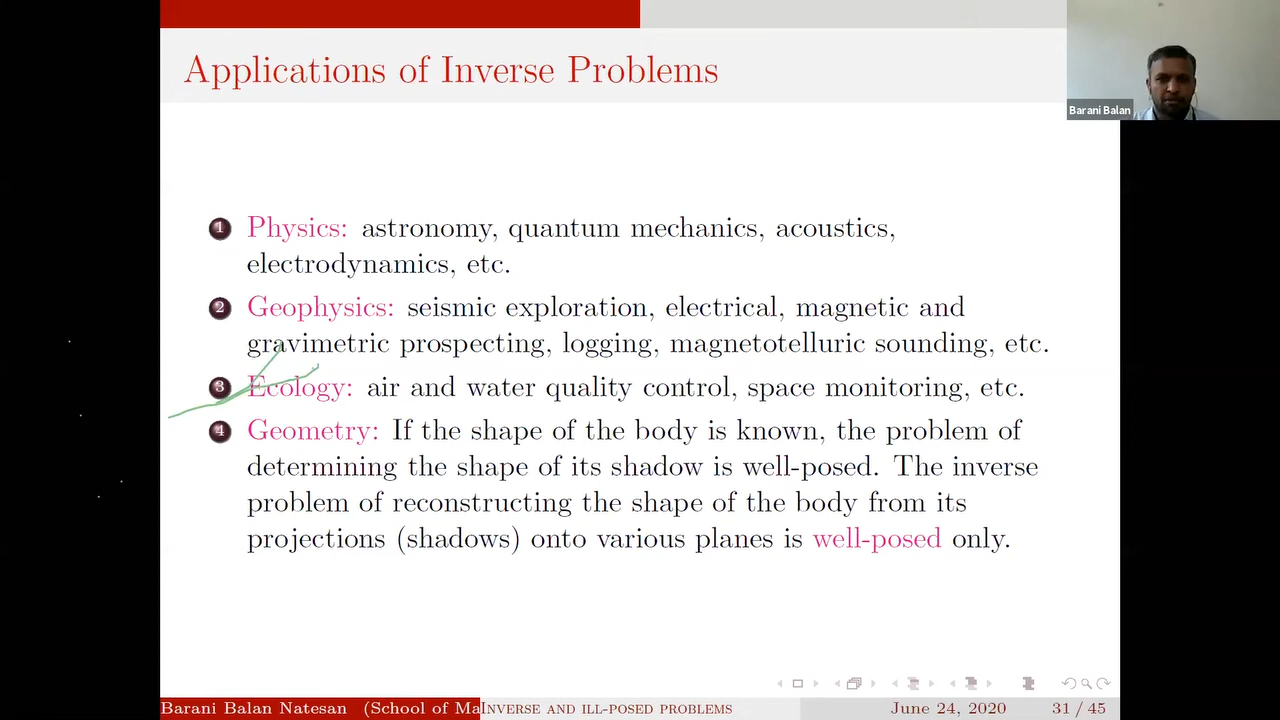 Applications of Inverse Problems
Barani Balan
1 Physics: astronomy, quantum mechanics, acoustics,
electrodynamics, etc.
2 Geophysics: seismic exploration, electrical, magnetic and
gravimetric prospecting, logging, magnetotelluric sounding, etc.
3 Ecology: air and water quality control, space monitoring, etc.
4 Geometry: If the shape of the body is known, the problem of
determining the shape of its shadow is well-posed. The inverse
problem of reconstructing the shape of the body from its
projections (shadows) onto various planes is well-posed only.
Barani Balan Natesan (School of Ma Inverse and ill-posed problems June 24, 2020 31 / 45